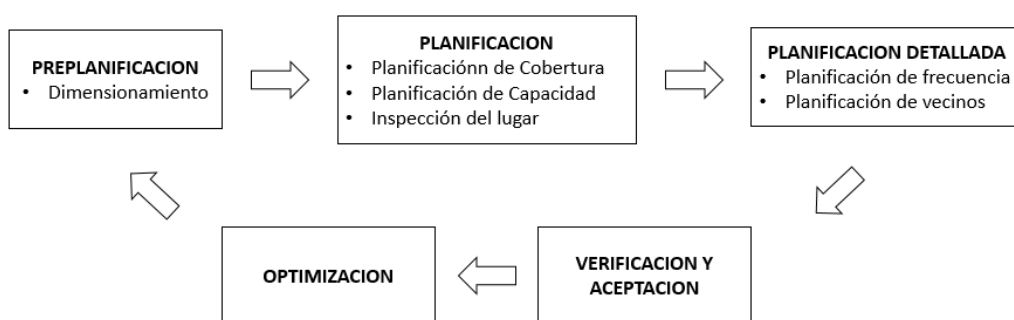 PREPLANIFICACION
• Dimensionamiento
PLANIFICACION
• Planificaciónn de Cobertura
• Planificación de Capacidad
• Inspección del lugar
PLANIFICACION DETALLADA
• Planificación de frecuencia
• Planificación de vecinos
VERIFICACION Y
ACEPTACION
OPTIMIZACION